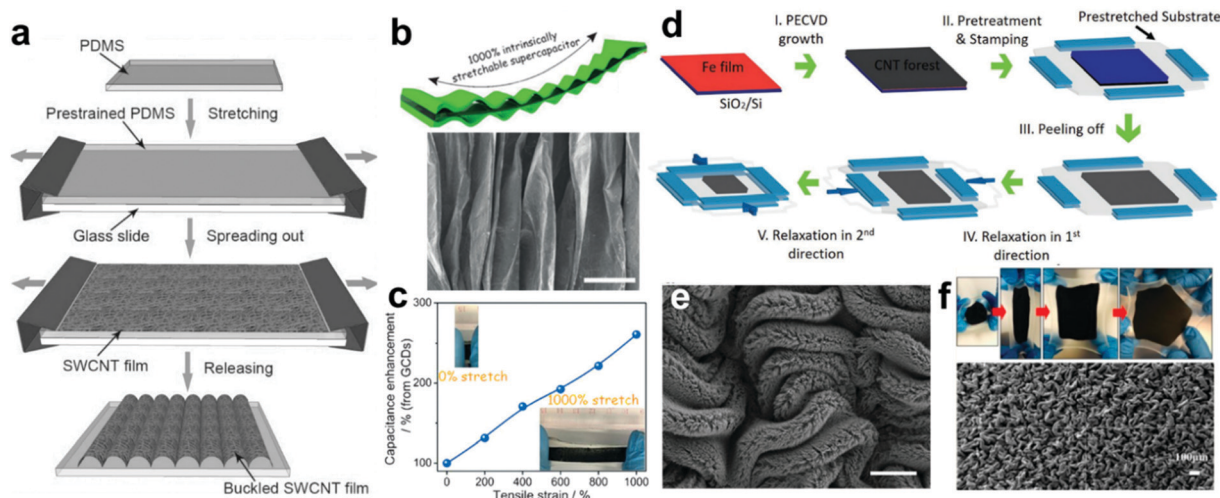 a
PDMS
Stretching
Prestrained PDMS
Glass slide
Spreading out
SWCNT film
Releasing
Buckled SWCNT film
b
1000% intrinsically
stretchable supercapacitor
c
Capacitance enhancement
/ % (from GCDs)
300
200
100
0% stretch
1000% stretch
0 200 400 600 800 1000
Tensile strain / %
d
I. PECVD
growth
II. Pretreatment
& Stamping
Prestretched Substrate
Fe film
CNT forest
SiO₂/Si
III. Peeling off
V. Relaxation in 2nd
direction
IV. Relaxation in 1st
direction
e
f
100μm